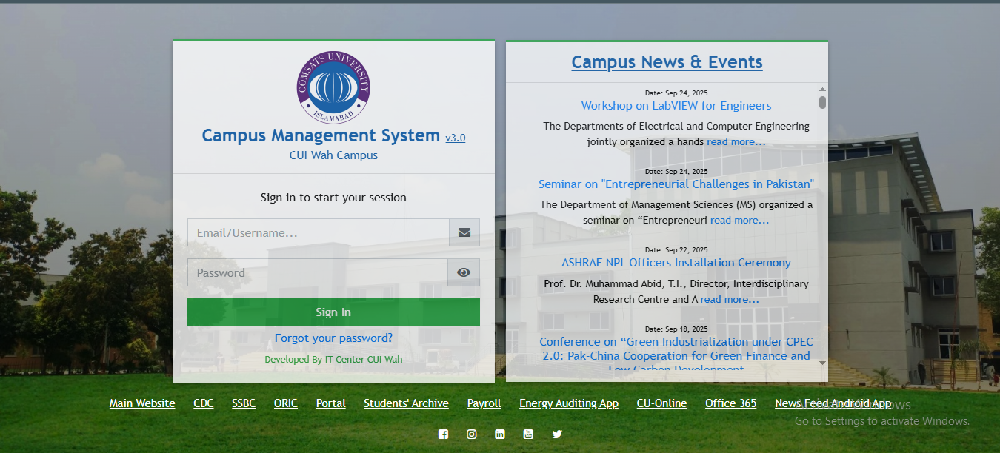 COMSATS UNIVERSITY
ISLAMABAD
Campus Management System v3.0
CUI Wah Campus
Sign in to start your session
Email/Username...
Password
Sign In
Forgot your password?
Developed By IT Center CUI Wah
Campus News & Events
Date: Sep 24, 2025
Workshop on LabVIEW for Engineers
The Departments of Electrical and Computer Engineering
jointly organized a hands read more...
Date: Sep 24, 2025
Seminar on "Entrepreneurial Challenges in Pakistan"
The Department of Management Sciences (MS) organized a
seminar on “Entrepreneuri read more...
Date: Sep 22, 2025
ASHRAE NPL Officers Installation Ceremony
Prof. Dr. Muhammad Abid, T.I., Director, Interdisciplinary
Research Centre and A read more...
Date: Sep 18, 2025
Conference on “Green Industrialization under CPEC
2.0: Pak-China Cooperation for Green Finance and
Low Carbon Development
Main Website CDC SSBC ORIC Portal Students' Archive Payroll Energy Auditing App CU-Online Office 365 News Feed Android App
Activate Windows
Go to Settings to activate Windows.